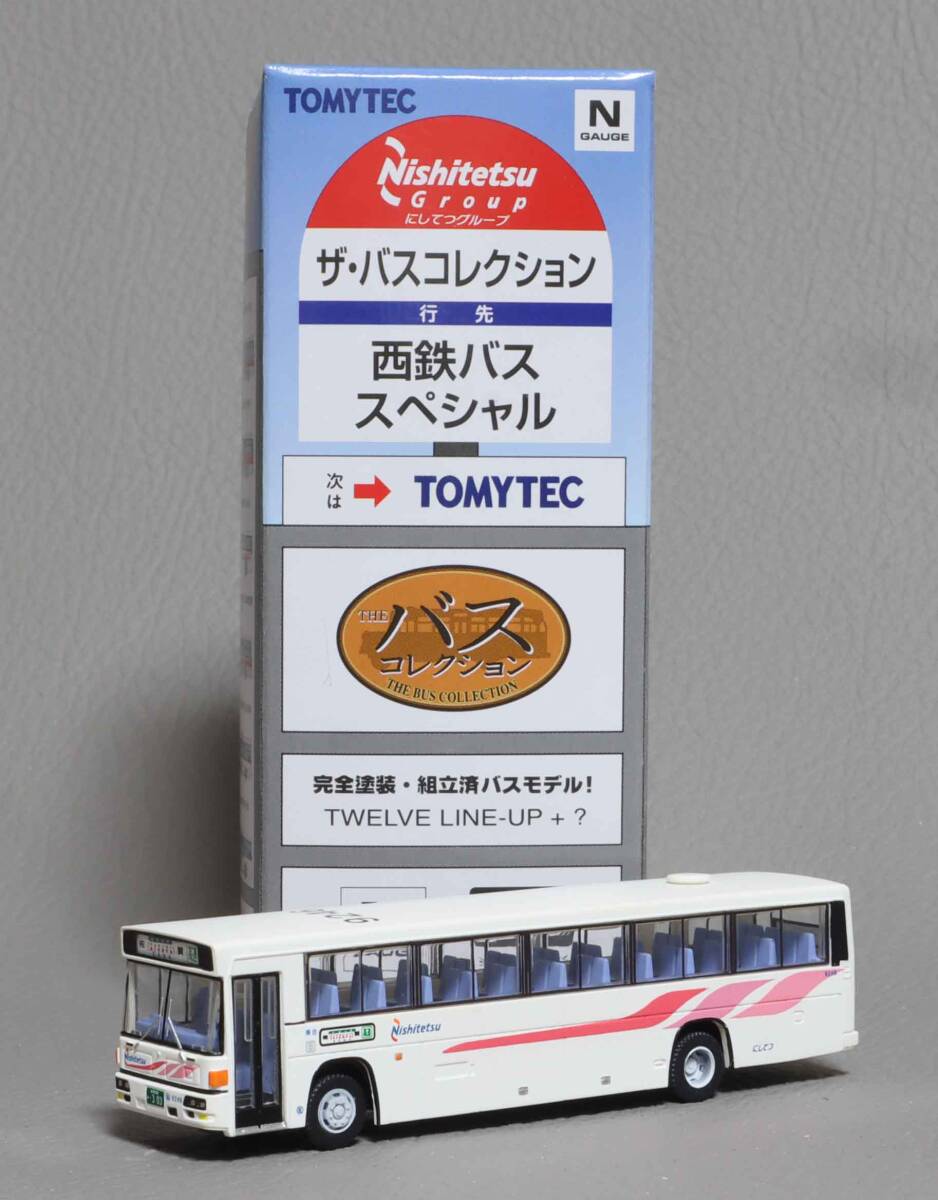 TOMYTEC
N
GAUGE
Nishitetsu
Group
にしてつグループ
ザ・バスコレクション
行先
西鉄バス
スペシャル
次は
TOMYTEC
THE
バス
コレクション
THE BUS COLLECTION
完全塗装・組立済バスモデル!
TWELVE LINE-UP + ?
Nishitetsu
Nishitetsu
にしてつ